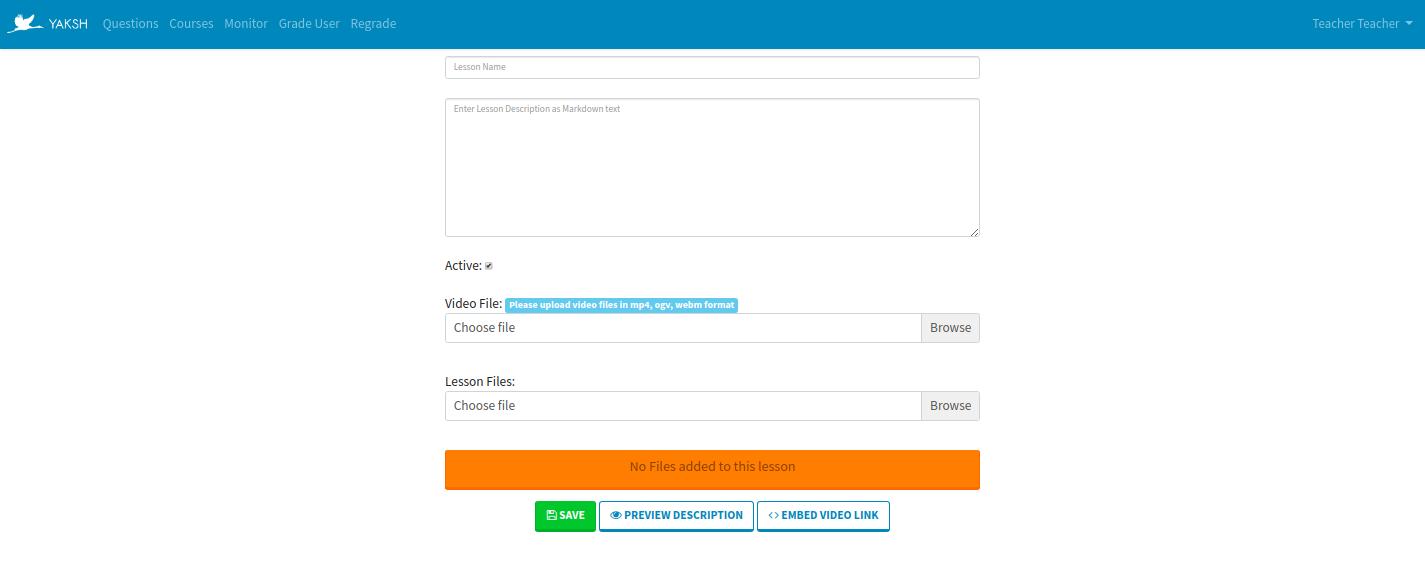 YAKSH Questions Courses Monitor Grade User Regrade Teacher Teacher
Lesson Name
Enter Lesson Description as Markdown text
Active:
Video File: Please upload video files in mp4, ogv, webm format
Choose file Browse
Lesson Files:
Choose file Browse
No Files added to this lesson
SAVE PREVIEW DESCRIPTION <> EMBED VIDEO LINK